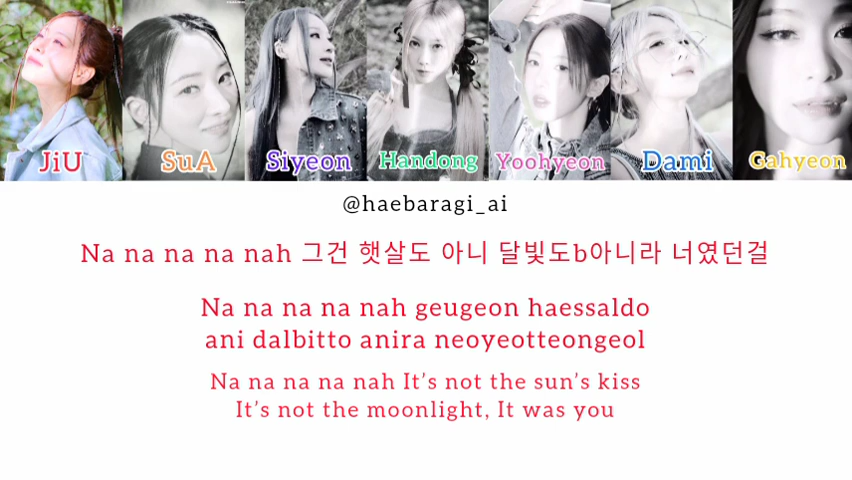 JiU SuA Siyeon Handong Yoohyeon Dami Gahyeon
@haebaragi_ai
Na na na na nah 그건 햇살도 아니 달빛도b아니라 너였던걸
Na na na na nah geugeon haessaldo
ani dalbitto anira neoyeotteongeol
Na na na na nah It's not the sun's kiss
It's not the moonlight, It was you